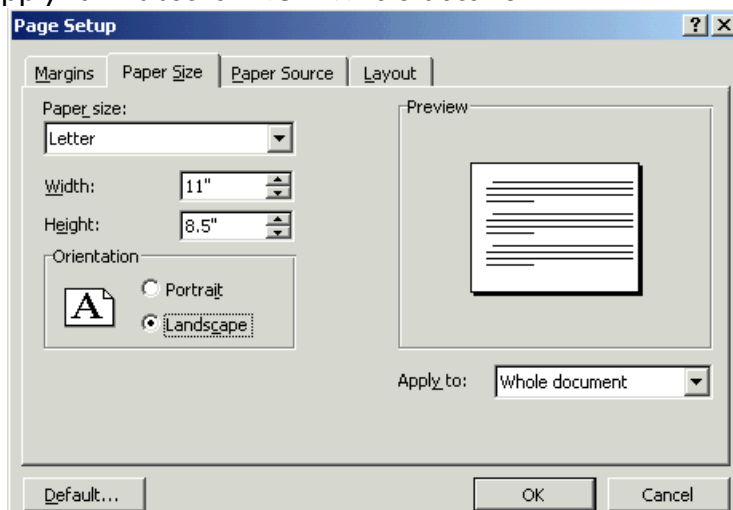 Page Setup
Margins Paper Size Paper Source Layout
Paper size: Preview
Letter
Width: 11"
Height: 8.5"
Orientation
A Portrait
Landscape
Apply to: Whole document
Default... OK Cancel